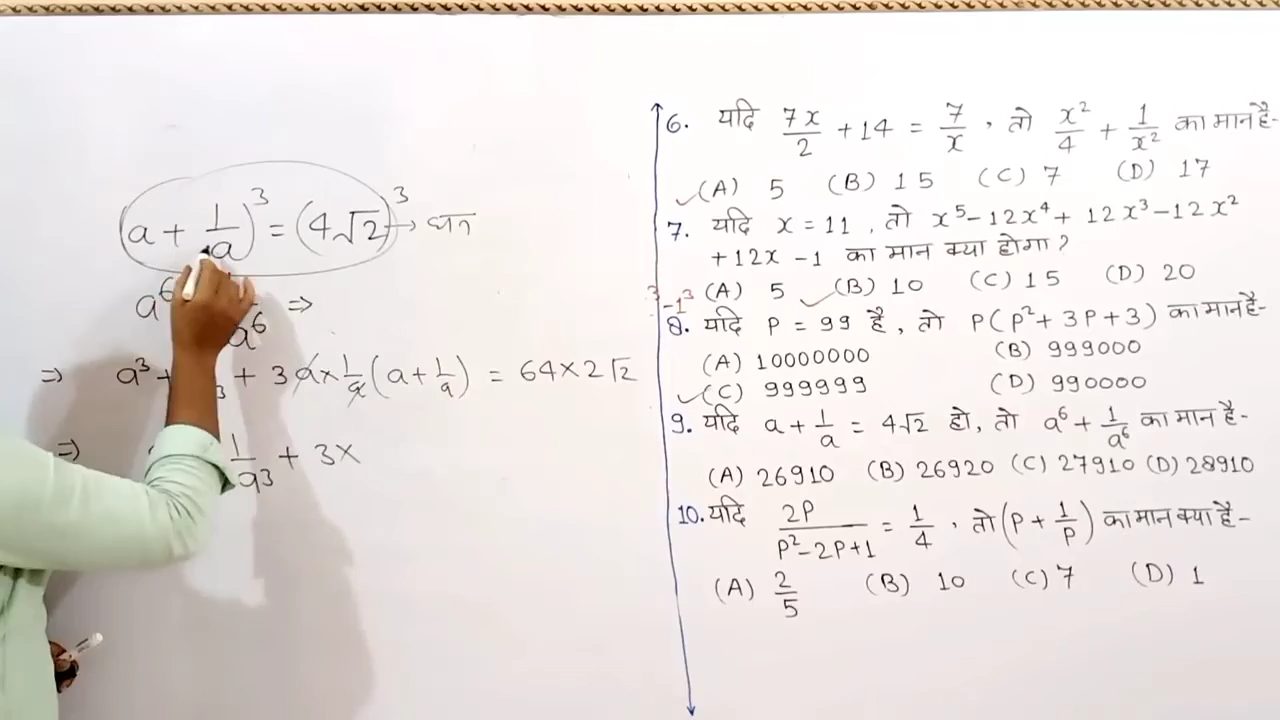 (a + 1/a)³ = (4√2)³ → घन
a⁶ a⁶ ⇒
⇒ a³ + 3 + 3 a × 1/a (a + 1/a) = 64 × 2√2
⇒ 1/a³ + 3×
6. यदि 7x/2 + 14 = 7/x , तो x²/4 + 1/x² का मान है-
(A) 5 (B) 15 (C) 7 (D) 17
7. यदि x = 11 , तो x⁵ - 12x⁴ + 12x³ - 12x²
+ 12x - 1 का मान क्या होगा ?
(A) 5 (B) 10 (C) 15 (D) 20
3 - 1³
8. यदि P = 99 है , तो P(P² + 3P + 3) का मान है-
(A) 10000000 (B) 999000
(C) 999999 (D) 990000
9. यदि a + 1/a = 4√2 हो, तो a⁶ + 1/a⁶ का मान है-
(A) 26910 (B) 26920 (C) 27910 (D) 28910
10. यदि 2P/P² - 2P + 1 = 1/4 , तो (P + 1/P) का मान क्या है-
(A) 2/5 (B) 10 (C) 7 (D) 1